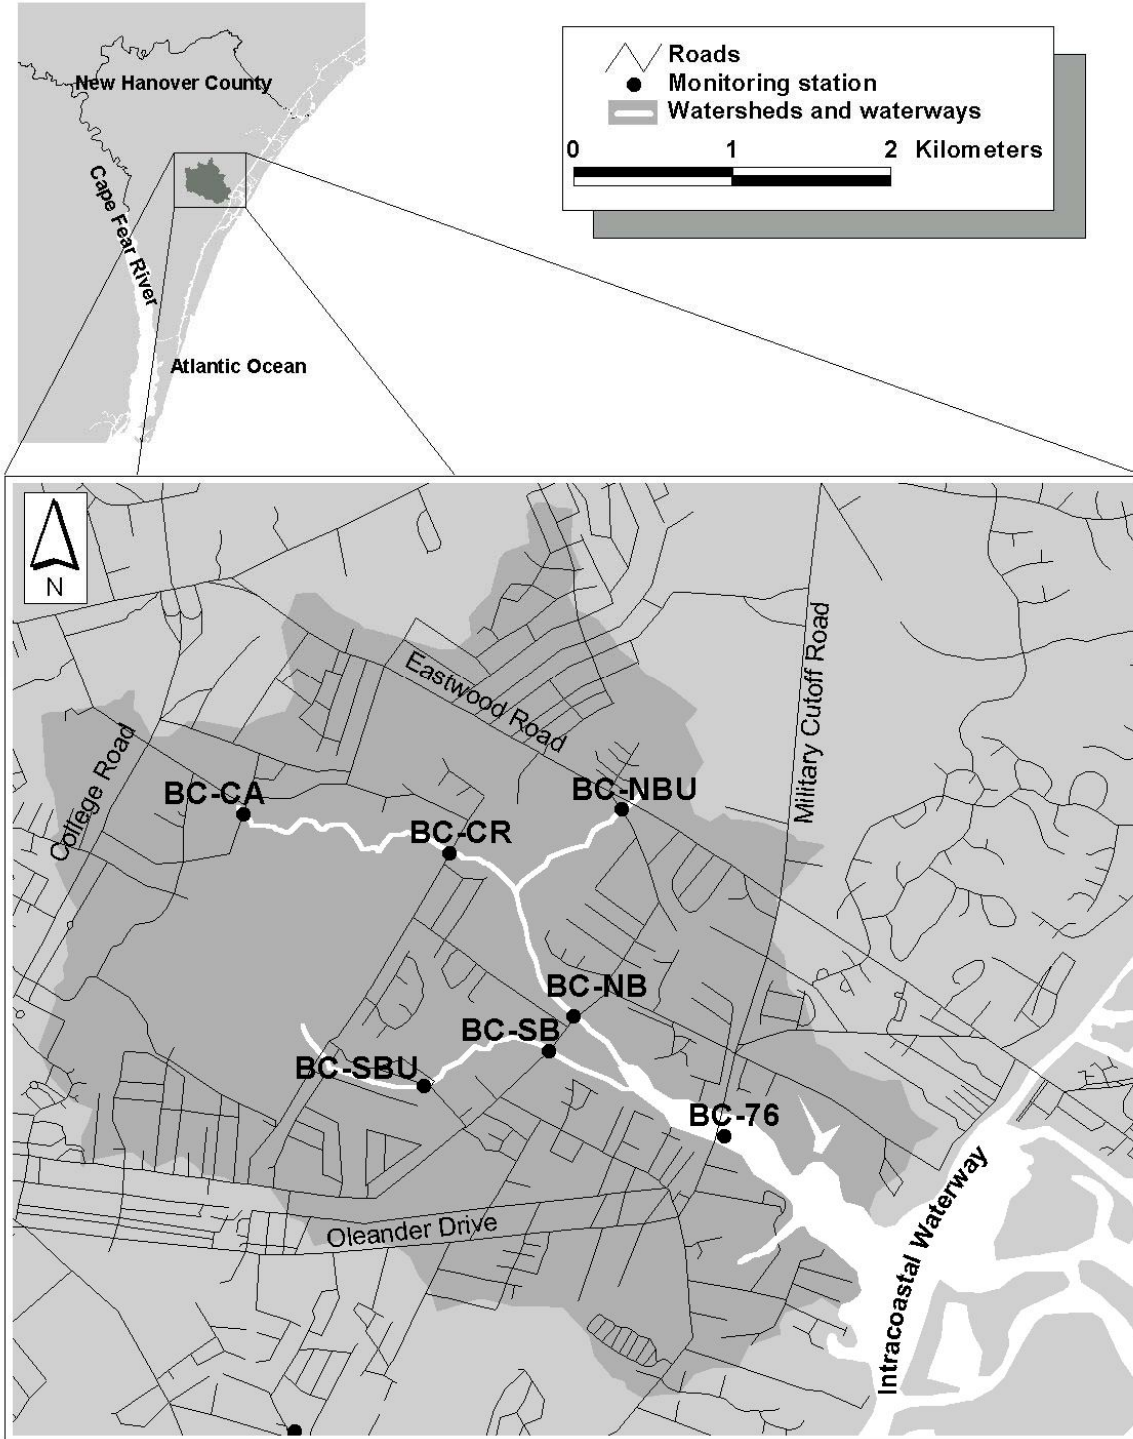 New Hanover County
Cape Fear River
Atlantic Ocean
Roads
Monitoring station
Watersheds and waterways
0 1 2 Kilometers
N
Eastwood Road
Military Cutoff Road
College Road
BC-CA
BC-NBU
BC-CR
BC-NB
BC-SB
BC-SBU
BC-76
Oleander Drive
Intracoastal Waterway